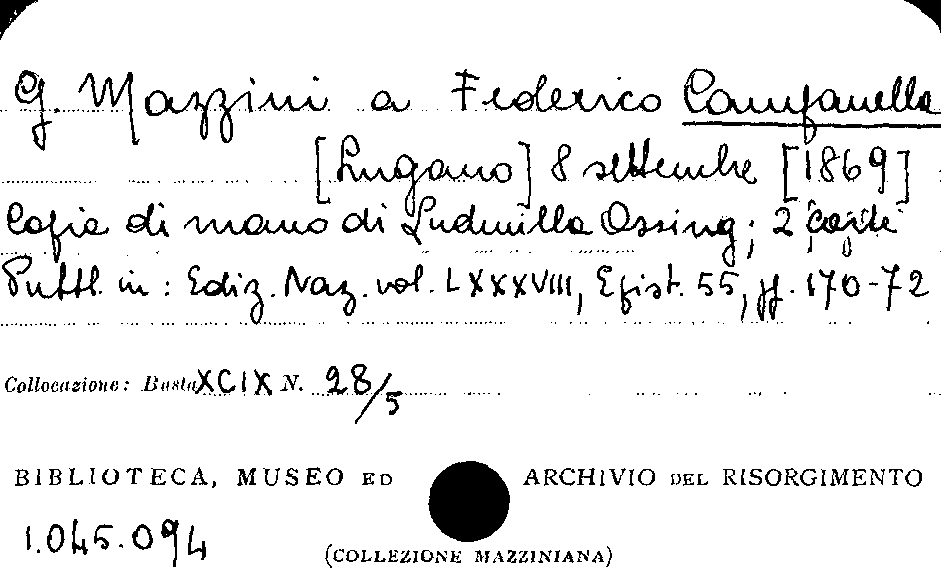 G. Mazzini a Federico Campanella
[Lugano] 8 settembre [1869]
Copia di mano di Ludmilla Assing; 2 carte
Pubbl. in: Ediz. Naz. vol. LXXXVIII, Epist. 55, pp. 170-72
Collocazione: Busta XCIX N. 28/5
BIBLIOTECA, MUSEO ED ARCHIVIO DEL RISORGIMENTO
1.045.094
(COLLEZIONE MAZZINIANA)